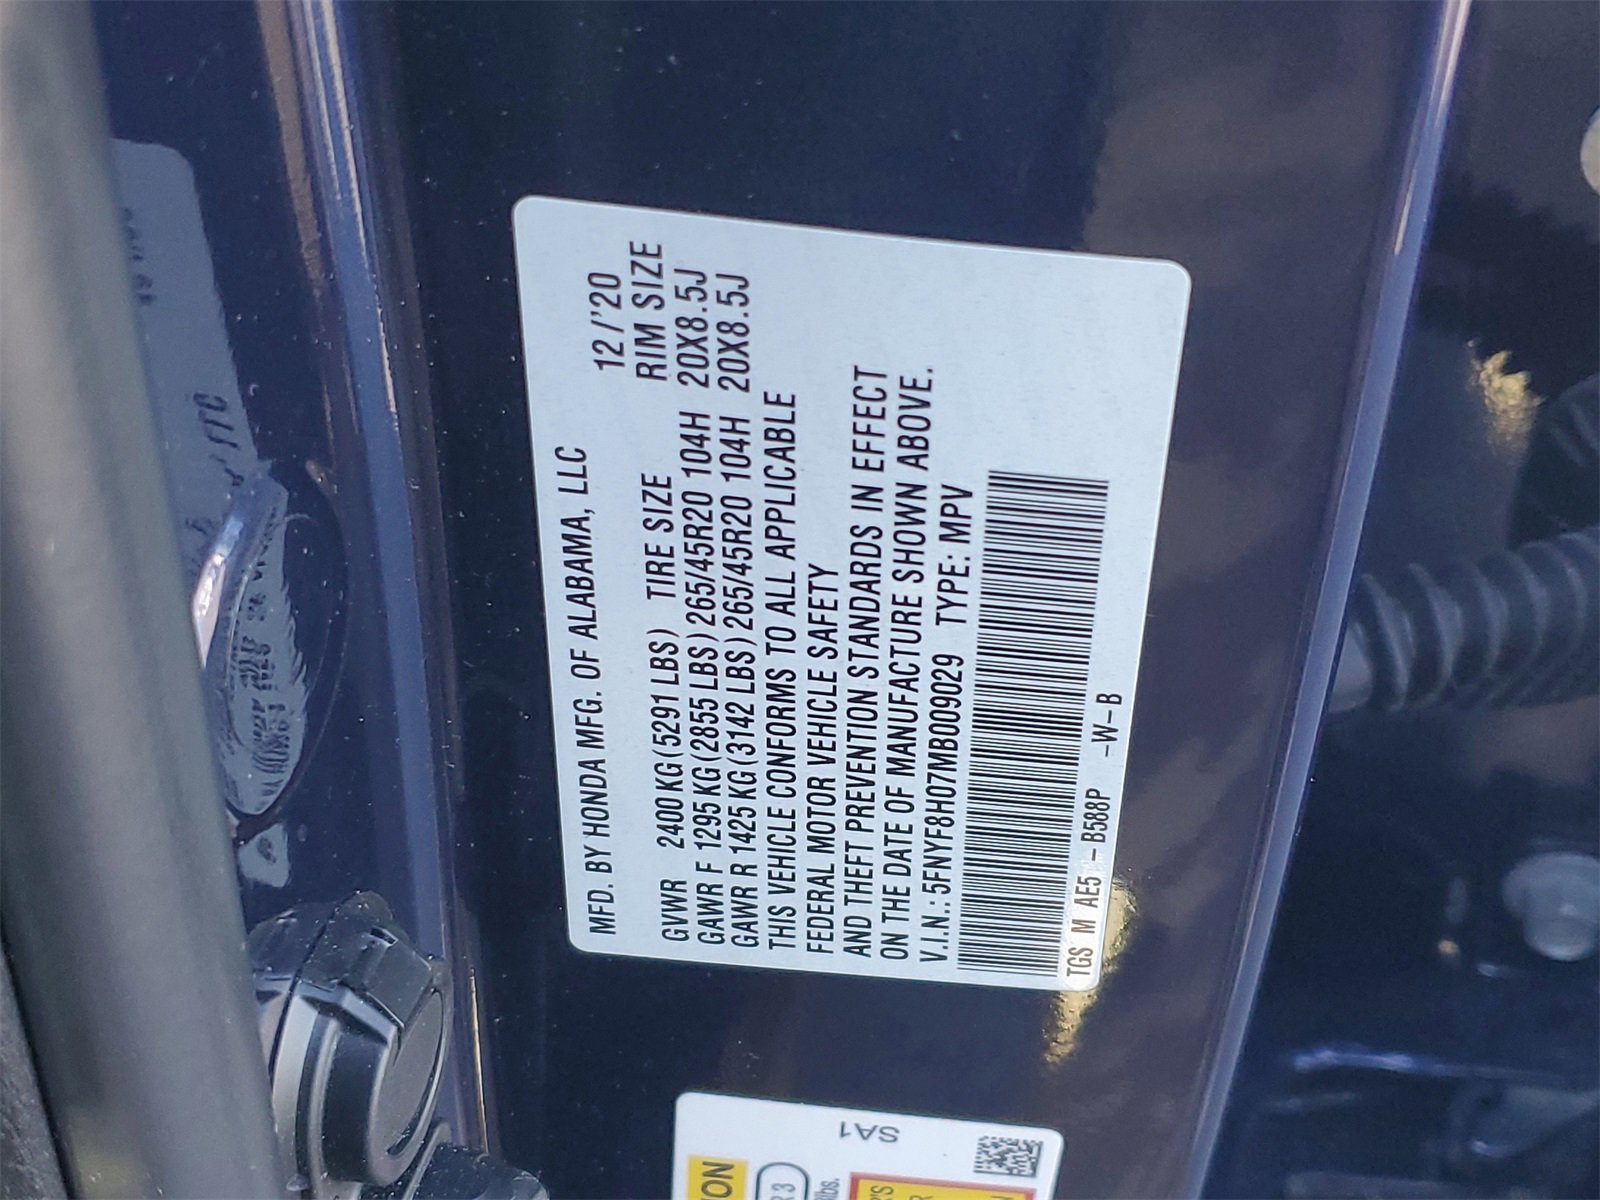 MFD. BY HONDA MFG. OF ALABAMA, LLC 12/'20
GVWR 2400 KG (5291 LBS) TIRE SIZE RIM SIZE
GAWR F 1295 KG (2855 LBS) 265/45R20 104H 20X8.5J
GAWR R 1425 KG (3142 LBS) 265/45R20 104H 20X8.5J
THIS VEHICLE CONFORMS TO ALL APPLICABLE
FEDERAL MOTOR VEHICLE SAFETY
AND THEFT PREVENTION STANDARDS IN EFFECT
ON THE DATE OF MANUFACTURE SHOWN ABOVE.
V.I.N.: 5FNYF8H07MB009029 TYPE: MPV
TGS M AE5 - B588P -W-B
SA1
lbs.